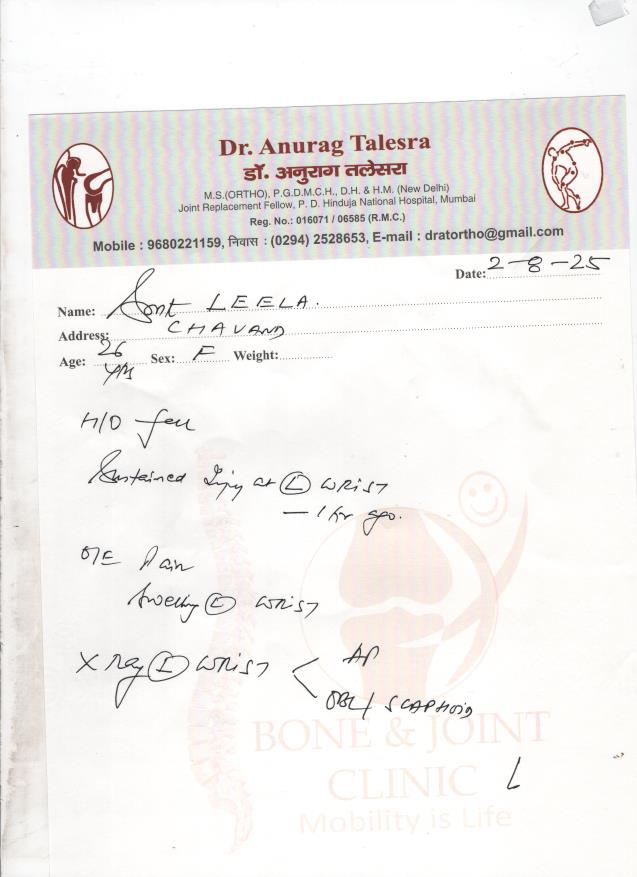 Dr. Anurag Talesra
डॉ. अनुराग तलेसरा
M.S.(ORTHO), P.G.D.M.C.H., D.H. & H.M. (New Delhi)
Joint Replacement Fellow, P. D. Hinduja National Hospital, Mumbai
Reg. No.: 016071 / 06585 (R.M.C.)
Mobile : 9680221159, निवास : (0294) 2528653, E-mail : dratortho@gmail.com
Date: 2-8-25
Name: Smt LEELA.
Address: CHAVAND
Age: 26 yrs Sex: F Weight:
H/O fall
Sustained Injury at (L) WRIST
- 1 hr ago.
O/E Pain
Swelling (L) WRIST
X ray (L) WRIST < AP
OBL/ SCAPHOID
BONE & JOINT
CLINIC
Mobility is Life